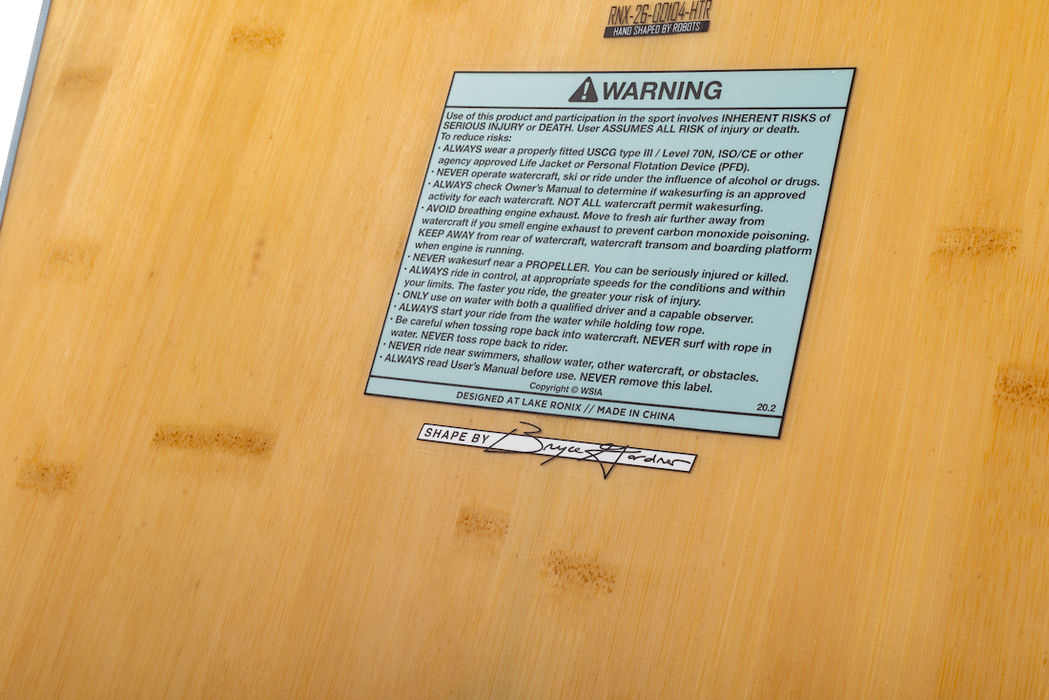 RNX-26-00104-HTR
HAND SHAPED BY ROBOTS
WARNING
Use of this product and participation in the sport involves INHERENT RISKS of
SERIOUS INJURY or DEATH. User ASSUMES ALL RISK of injury or death.
To reduce risks:
· ALWAYS wear a properly fitted USCG type III / Level 70N, ISO/CE or other
agency approved Life Jacket or Personal Flotation Device (PFD).
· NEVER operate watercraft, ski or ride under the influence of alcohol or drugs.
· ALWAYS check Owner's Manual to determine if wakesurfing is an approved
activity for each watercraft. NOT ALL watercraft permit wakesurfing.
· AVOID breathing engine exhaust. Move to fresh air further away from
watercraft if you smell engine exhaust to prevent carbon monoxide poisoning.
KEEP AWAY from rear of watercraft, watercraft transom and boarding platform
when engine is running.
· NEVER wakesurf near a PROPELLER. You can be seriously injured or killed.
· ALWAYS ride in control, at appropriate speeds for the conditions and within
your limits. The faster you ride, the greater your risk of injury.
· ONLY use on water with both a qualified driver and a capable observer.
· ALWAYS start your ride from the water while holding tow rope.
· Be careful when tossing rope back into watercraft. NEVER surf with rope in
water. NEVER toss rope back to rider.
· NEVER ride near swimmers, shallow water, other watercraft, or obstacles.
· ALWAYS read User's Manual before use. NEVER remove this label.
Copyright © WSIA
20.2
DESIGNED AT LAKE RONIX // MADE IN CHINA
SHAPE BY Bryce Gardner